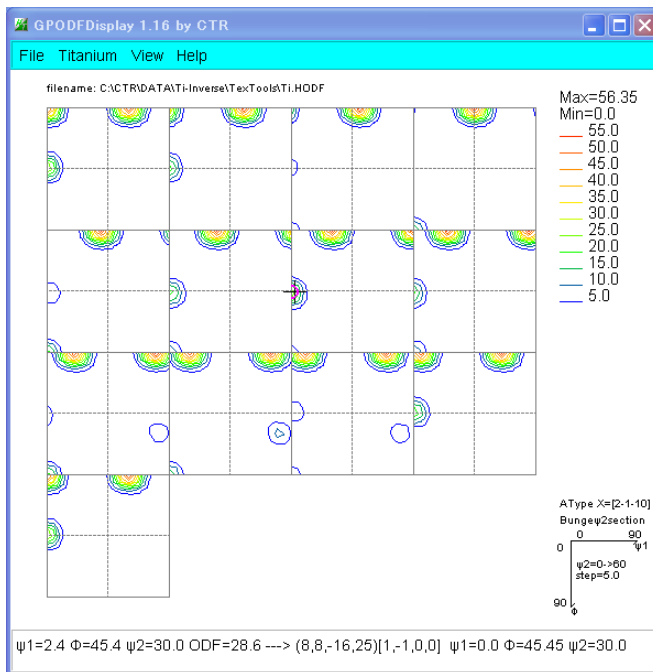 GPODFDisplay 1.16 by CTR
File Titanium View Help
filename: C:\CTR\DATA\Ti-Inverse\TexTools\Ti.HODF
Max=56.35
Min=0.0
55.0
50.0
45.0
40.0
35.0
30.0
25.0
20.0
15.0
10.0
5.0
AType X=[2-1-10]
Bungeψ2section
0 90
0 ψ1
ψ2=0->60
step=5.0
90
Φ
ψ1=2.4 Φ=45.4 ψ2=30.0 ODF=28.6 ---> (8,8,-16,25)[1,-1,0,0] ψ1=0.0 Φ=45.45 ψ2=30.0